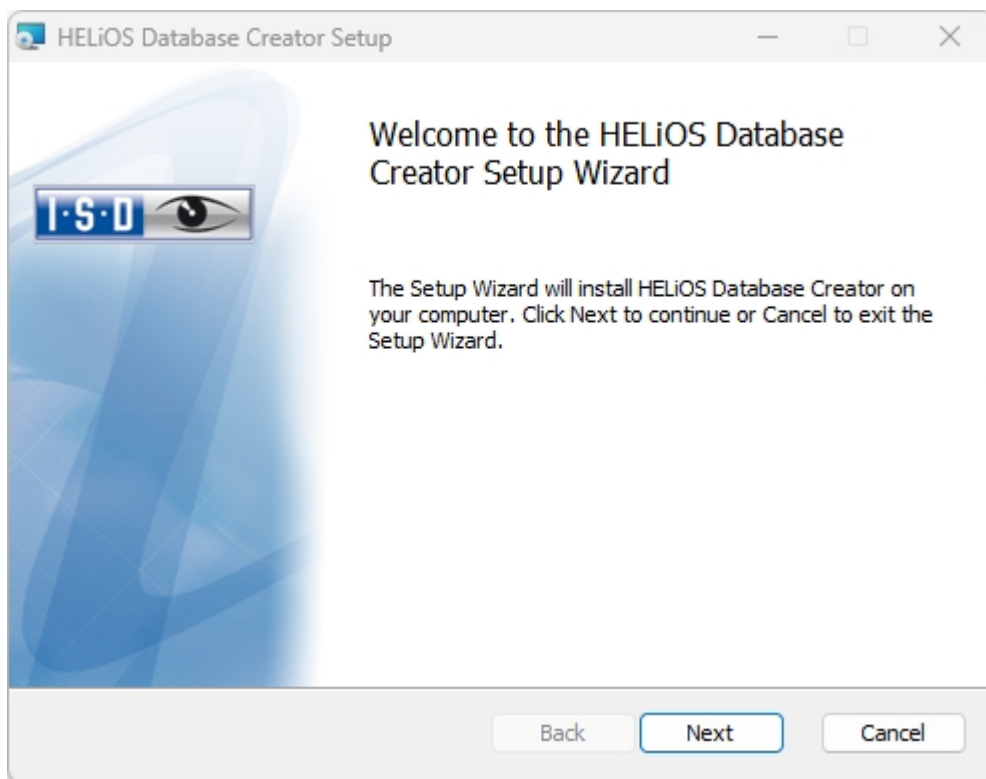 HELiOS Database Creator Setup
Welcome to the HELiOS Database
Creator Setup Wizard
I·S·D
The Setup Wizard will install HELiOS Database Creator on
your computer. Click Next to continue or Cancel to exit the
Setup Wizard.
Back
Next
Cancel